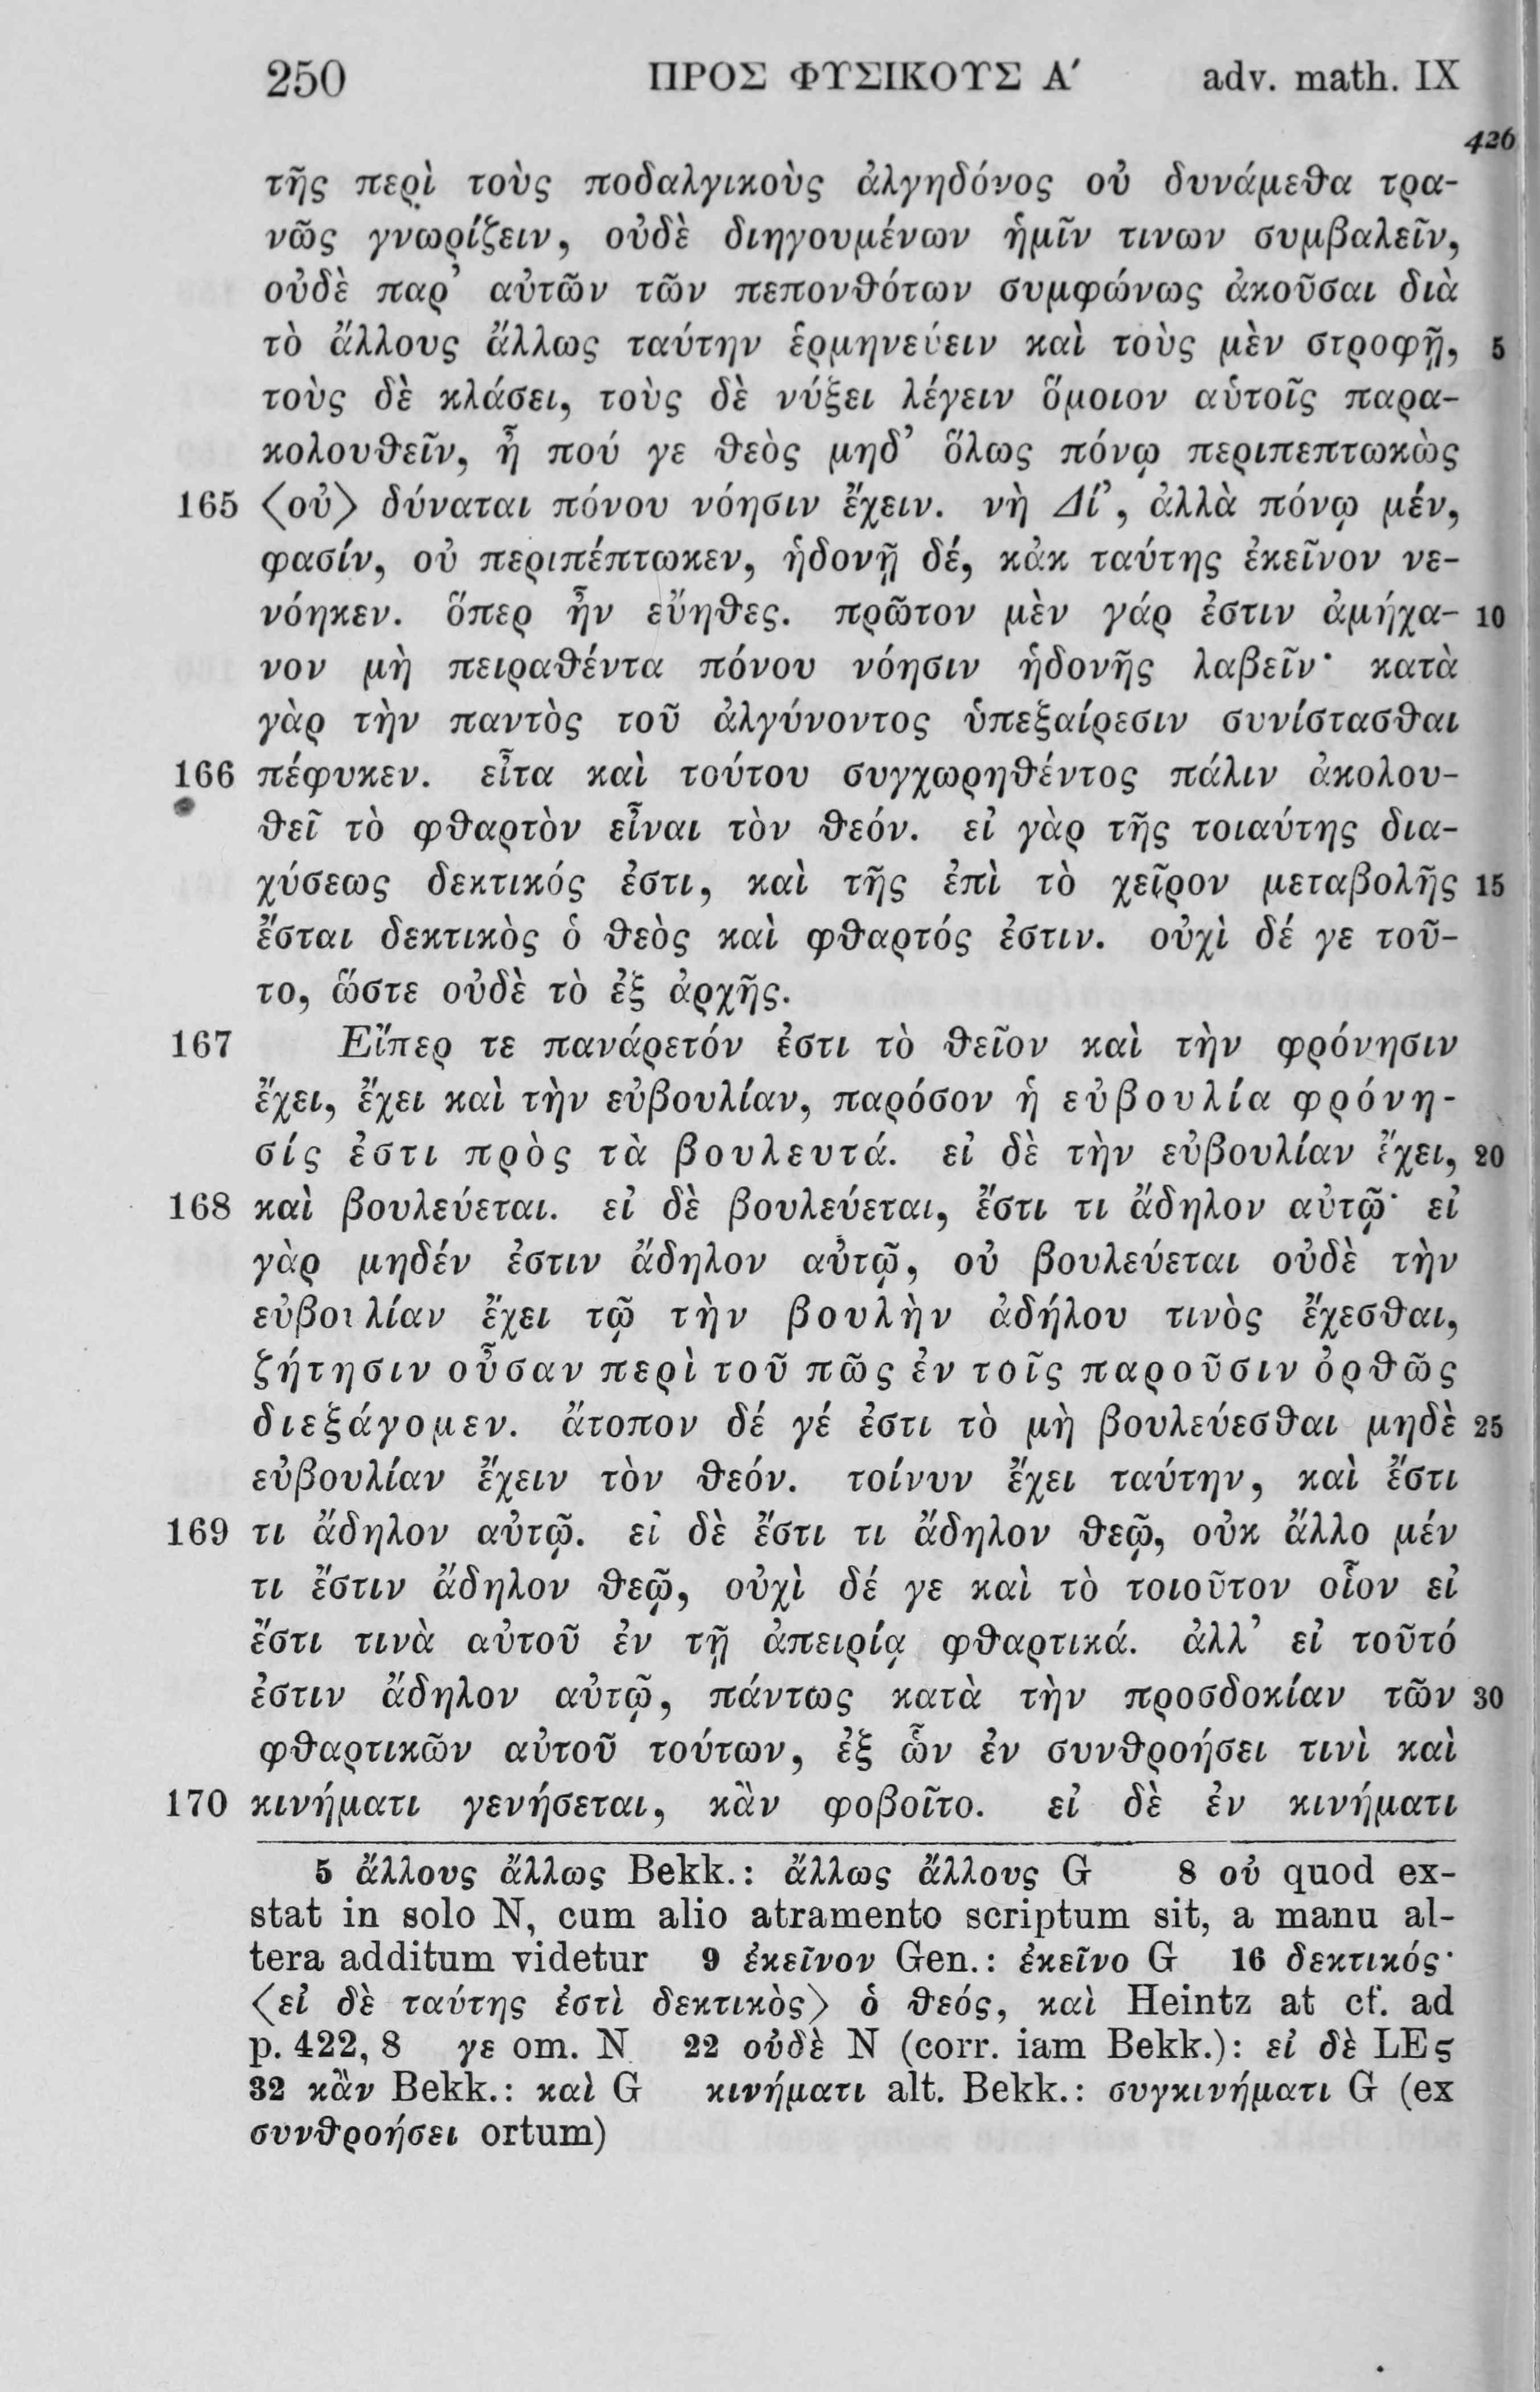 250 ΠΡΟΣ ΦΥΣΙΚΟΥΣ Α′ adv. math. IX
426
τῆς περὶ τοὺς ποδαλγικοὺς ἀλγηδόνος οὐ δυνάμεθα τρα-
νῶς γνωρίζειν, οὐδὲ διηγουμένων ἡμῖν τινων συμβαλεῖν,
οὐδὲ παρ’ αὐτῶν τῶν πεπονθότων συμφώνως ἀκοῦσαι διὰ
τὸ ἄλλους ἄλλως ταύτην ἑρμηνεύειν καὶ τοὺς μὲν στροφῇ, 5
τοὺς δὲ κλάσει, τοὺς δὲ νύξει λέγειν ὅμοιον αὑτοῖς παρα-
κολουθεῖν, ἦ πού γε θεὸς μηδ’ ὅλως πόνῳ περιπεπτωκὼς
165 〈οὐ〉 δύναται πόνου νόησιν ἔχειν. νὴ Δί’, ἀλλὰ πόνῳ μέν,
φασίν, οὐ περιπέπτωκεν, ἡδονῇ δέ, κἀκ ταύτης ἐκεῖνον νε-
νόηκεν. ὅπερ ἦν εὔηθες. πρῶτον μὲν γάρ ἐστιν ἀμήχα- 10
νον μὴ πειραθέντα πόνου νόησιν ἡδονῆς λαβεῖν· κατὰ
γὰρ τὴν παντὸς τοῦ ἀλγύνοντος ὑπεξαίρεσιν συνίστασθαι
166 πέφυκεν. εἶτα καὶ τούτου συγχωρηθέντος πάλιν ἀκολου-
θεῖ τὸ φθαρτὸν εἶναι τὸν θεόν. εἰ γὰρ τῆς τοιαύτης δια-
χύσεως δεκτικός ἐστι, καὶ τῆς ἐπὶ τὸ χεῖρον μεταβολῆς 15
ἔσται δεκτικὸς ὁ θεὸς καὶ φθαρτός ἐστιν. οὐχὶ δέ γε τοῦ-
το, ὥστε οὐδὲ τὸ ἐξ ἀρχῆς.
167 Εἴπερ τε πανάρετόν ἐστι τὸ θεῖον καὶ τὴν φρόνησιν
ἔχει, ἔχει καὶ τὴν εὐβουλίαν, παρόσον ἡ εὐβουλία φρόνη-
σίς ἐστι πρὸς τὰ βουλευτά. εἰ δὲ τὴν εὐβουλίαν ἔχει, 20
168 καὶ βουλεύεται. εἰ δὲ βουλεύεται, ἔστι τι ἄδηλον αὐτῷ· εἰ
γὰρ μηδέν ἐστιν ἄδηλον αὐτῷ, οὐ βουλεύεται οὐδὲ τὴν
εὐβουλίαν ἔχει τῷ τὴν βουλὴν ἀδήλου τινὸς ἔχεσθαι,
ζήτησιν οὖσαν περὶ τοῦ πῶς ἐν τοῖς παροῦσιν ὀρθῶς
διεξάγομεν. ἄτοπον δέ γέ ἐστι τὸ μὴ βουλεύεσθαι μηδὲ 25
εὐβουλίαν ἔχειν τὸν θεόν. τοίνυν ἔχει ταύτην, καὶ ἔστι
169 τι ἄδηλον αὐτῷ. εἰ δὲ ἔστι τι ἄδηλον θεῷ, οὐκ ἄλλο μέν
τι ἔστιν ἄδηλον θεῷ, οὐχὶ δέ γε καὶ τὸ τοιοῦτον οἷον εἰ
ἔστι τινὰ αὐτοῦ ἐν τῇ ἀπειρίᾳ φθαρτικά. ἀλλ’ εἰ τοῦτό
ἐστιν ἄδηλον αὐτῷ, πάντως κατὰ τὴν προσδοκίαν τῶν 30
φθαρτικῶν αὐτοῦ τούτων, ἐξ ὧν ἐν συνθροήσει τινὶ καὶ
170 κινήματι γενήσεται, κἂν φοβοῖτο. εἰ δὲ ἐν κινήματι
5 ἄλλους ἄλλως Bekk.: ἄλλως ἄλλους G 8 οὐ quod ex-
stat in solo N, cum alio atramento scriptum sit, a manu al-
tera additum videtur 9 ἐκεῖνον Gen.: ἐκεῖνο G 16 δεκτικός·
〈εἰ δὲ ταύτης ἐστὶ δεκτικὸς〉 ὁ θεός, καὶ Heintz at cf. ad
p. 422, 8 γε om. N 22 οὐδὲ N (corr. iam Bekk.): εἰ δὲ LEς
32 κἂν Bekk.: καὶ G κινήματι alt. Bekk.: συγκινήματι G (ex
συνθροήσει ortum)